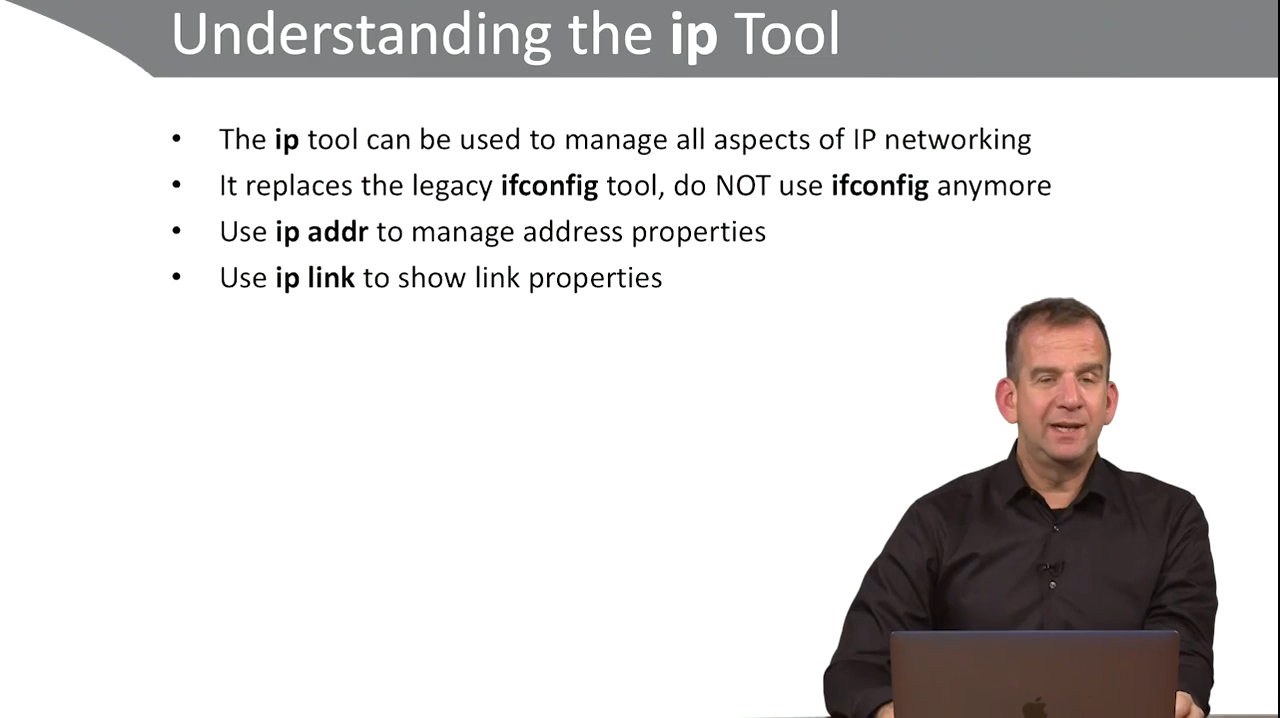 Understanding the ip Tool
• The ip tool can be used to manage all aspects of IP networking
• It replaces the legacy ifconfig tool, do NOT use ifconfig anymore
• Use ip addr to manage address properties
• Use ip link to show link properties